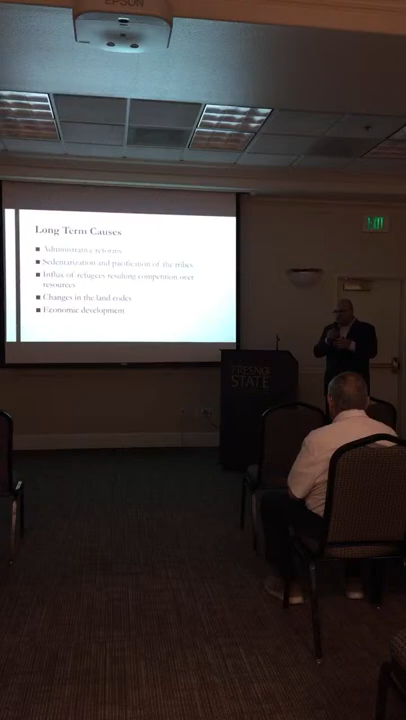 EPSON
Long Term Causes
■ Administrative reforms
■ Sedentarization and pacification of the tribes
■ Influx of refugees resulting competition over
resources
■ Changes in the land codes
■ Economic development
EXIT
FRESNO
STATE